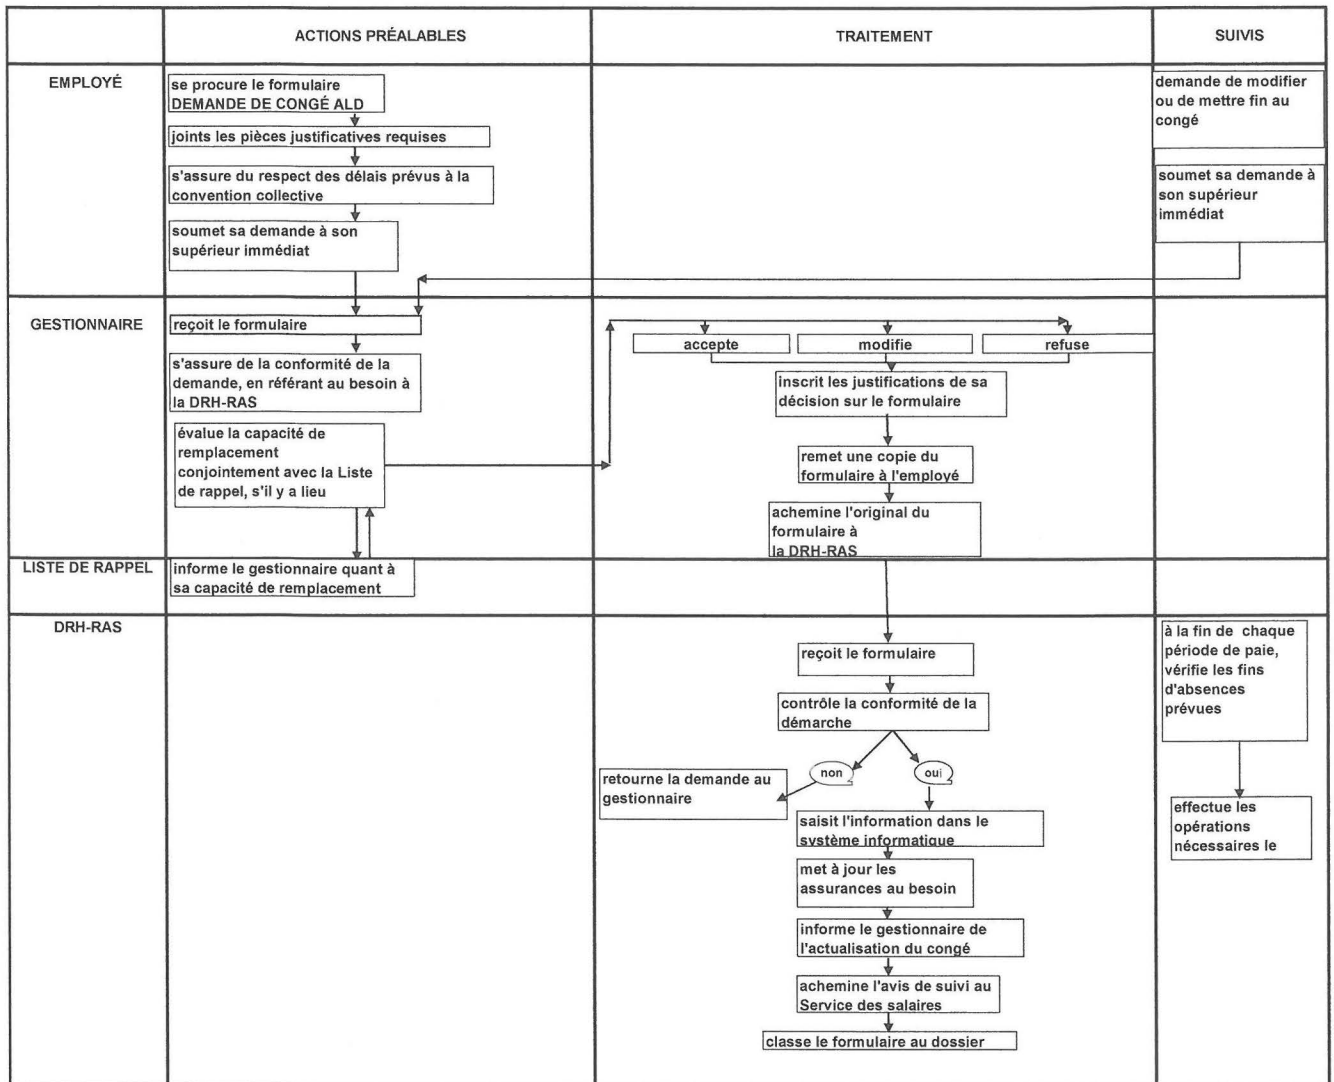 ACTIONS PRÉALABLES
TRAITEMENT
SUIVIS
EMPLOYÉ
se procure le formulaire
DEMANDE DE CONGÉ ALD
joints les pièces justificatives requises
s'assure du respect des délais prévus à la
convention collective
soumet sa demande à son
supérieur immédiat
demande de modifier
ou de mettre fin au
congé
soumet sa demande à
son supérieur
immédiat
GESTIONNAIRE
reçoit le formulaire
s'assure de la conformité de la
demande, en référant au besoin à
la DRH-RAS
évalue la capacité de
remplacement
conjointement avec la Liste
de rappel, s'il y a lieu
accepte
modifie
refuse
inscrit les justifications de sa
décision sur le formulaire
remet une copie du
formulaire à l'employé
achemine l'original du
formulaire à
la DRH-RAS
LISTE DE RAPPEL
informe le gestionnaire quant à
sa capacité de remplacement
DRH-RAS
reçoit le formulaire
contrôle la conformité de la
démarche
non
oui
retourne la demande au
gestionnaire
saisit l'information dans le
système informatique
met à jour les
assurances au besoin
informe le gestionnaire de
l'actualisation du congé
achemine l'avis de suivi au
Service des salaires
classe le formulaire au dossier
à la fin de chaque
période de paie,
vérifie les fins
d'absences
prévues
effectue les
opérations
nécessaires le